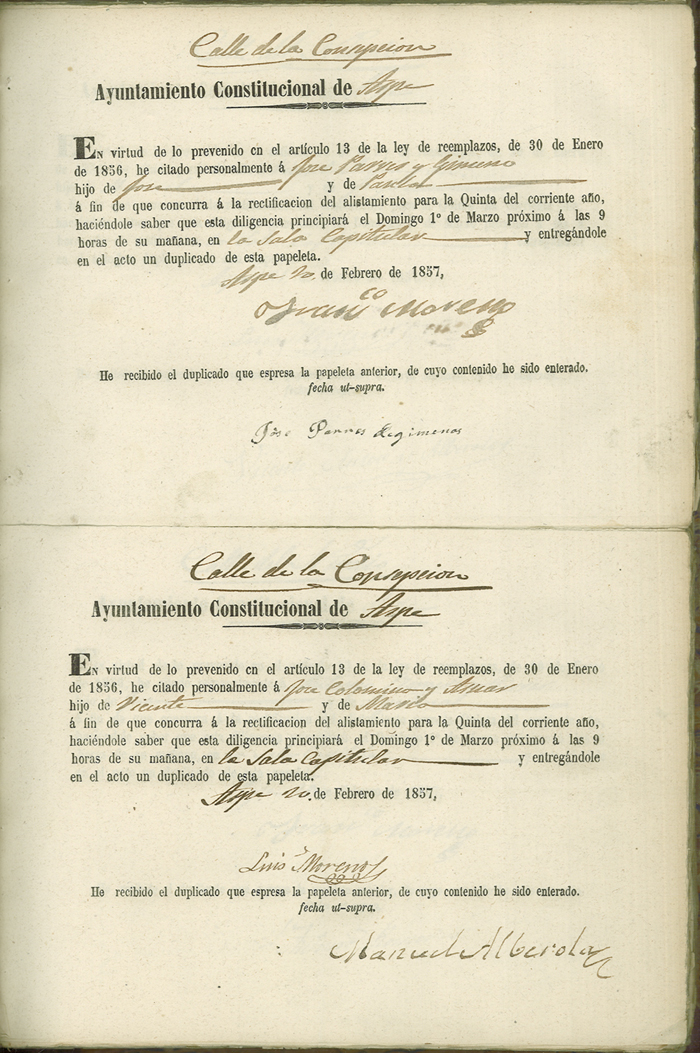 Calle de la Consepcion
Ayuntamiento Constitucional de Aspe
EN virtud de lo prevenido en el artículo 13 de la ley de reemplazos, de 30 de Enero
de 1856, he citado personalmente á Jose Parres y Gimeno
hijo de Jose y de Paula
á fin de que concurra á la rectificacion del alistamiento para la Quinta del corriente año,
haciéndole saber que esta diligencia principiará el Domingo 1º de Marzo próximo á las 9
horas de su mañana, en la Sala Capitular y entregándole
en el acto un duplicado de esta papeleta.
Aspe 20 de Febrero de 1857,
Franco Moreno
He recibido el duplicado que espresa la papeleta anterior, de cuyo contenido he sido enterado.
fecha ut-supra.
Jose Parres
Calle de la Consepcion
Ayuntamiento Constitucional de Aspe
EN virtud de lo prevenido en el artículo 13 de la ley de reemplazos, de 30 de Enero
de 1856, he citado personalmente á Jose Colomino y
hijo de Vicente y de Maria
á fin de que concurra á la rectificacion del alistamiento para la Quinta del corriente año,
haciéndole saber que esta diligencia principiará el Domingo 1º de Marzo próximo á las 9
horas de su mañana, en la Sala Capitular y entregándole
en el acto un duplicado de esta papeleta.
Aspe 20 de Febrero de 1857,
Luis Moreno
He recibido el duplicado que espresa la papeleta anterior, de cuyo contenido he sido enterado.
fecha ut-supra.
Manuel Alberola